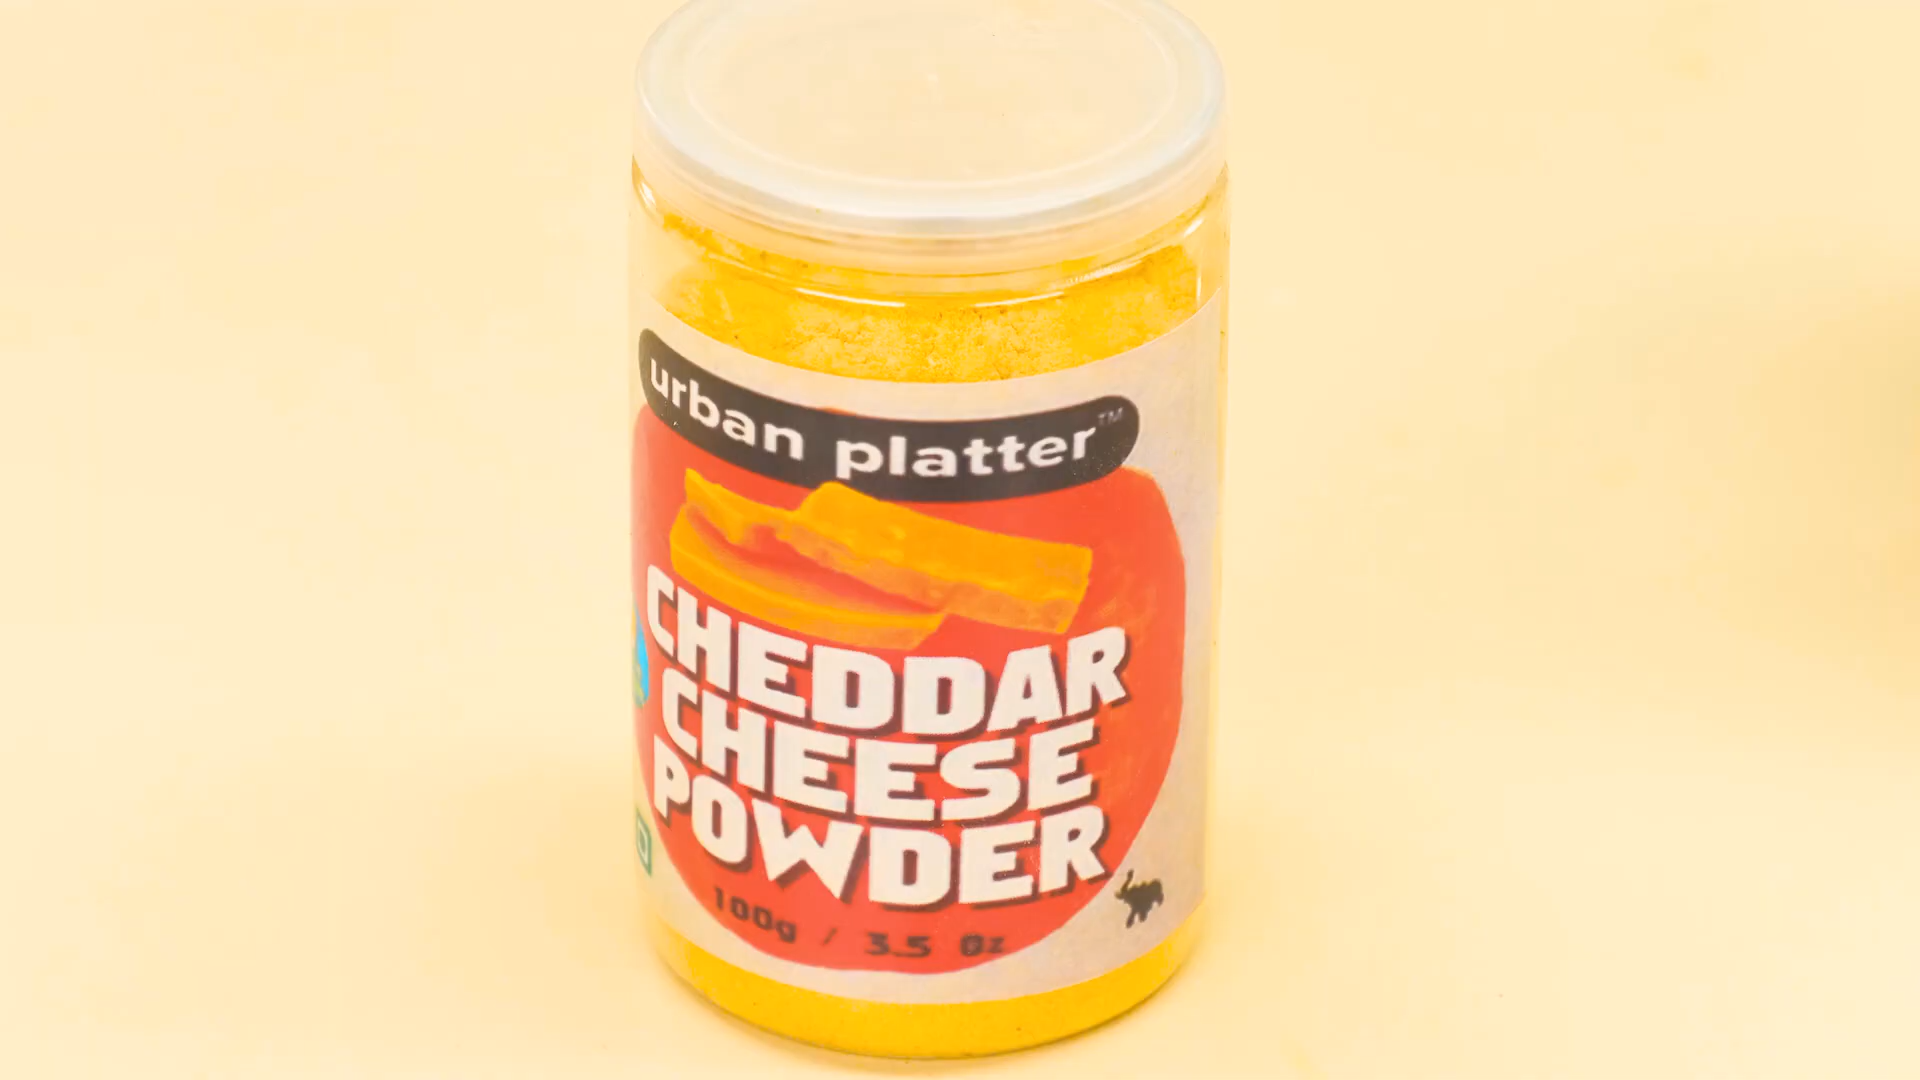 urban platter™
CHEDDAR
CHEESE
POWDER
100g / 3.5 Oz